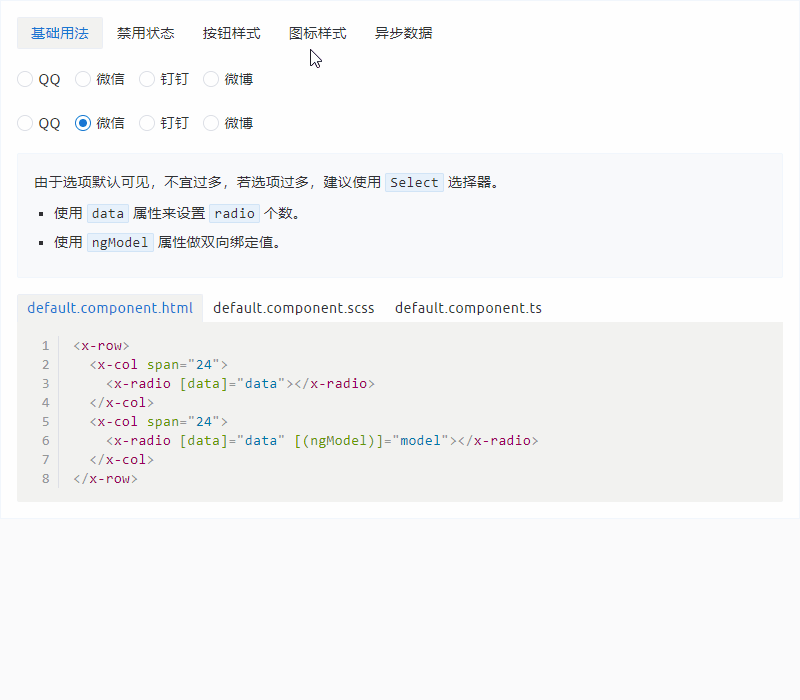 基础用法 禁用状态 按钮样式 图标样式 异步数据
QQ 微信 钉钉 微博
QQ 微信 钉钉 微博
由于选项默认可见，不宜过多，若选项过多，建议使用 Select 选择器。
使用 data 属性来设置 radio 个数。
使用 ngModel 属性做双向绑定值。
default.component.html default.component.scss default.component.ts
1 <x-row>
2 <x-col span="24">
3 <x-radio [data]="data"></x-radio>
4 </x-col>
5 <x-col span="24">
6 <x-radio [data]="data" [(ngModel)]="model"></x-radio>
7 </x-col>
8 </x-row>